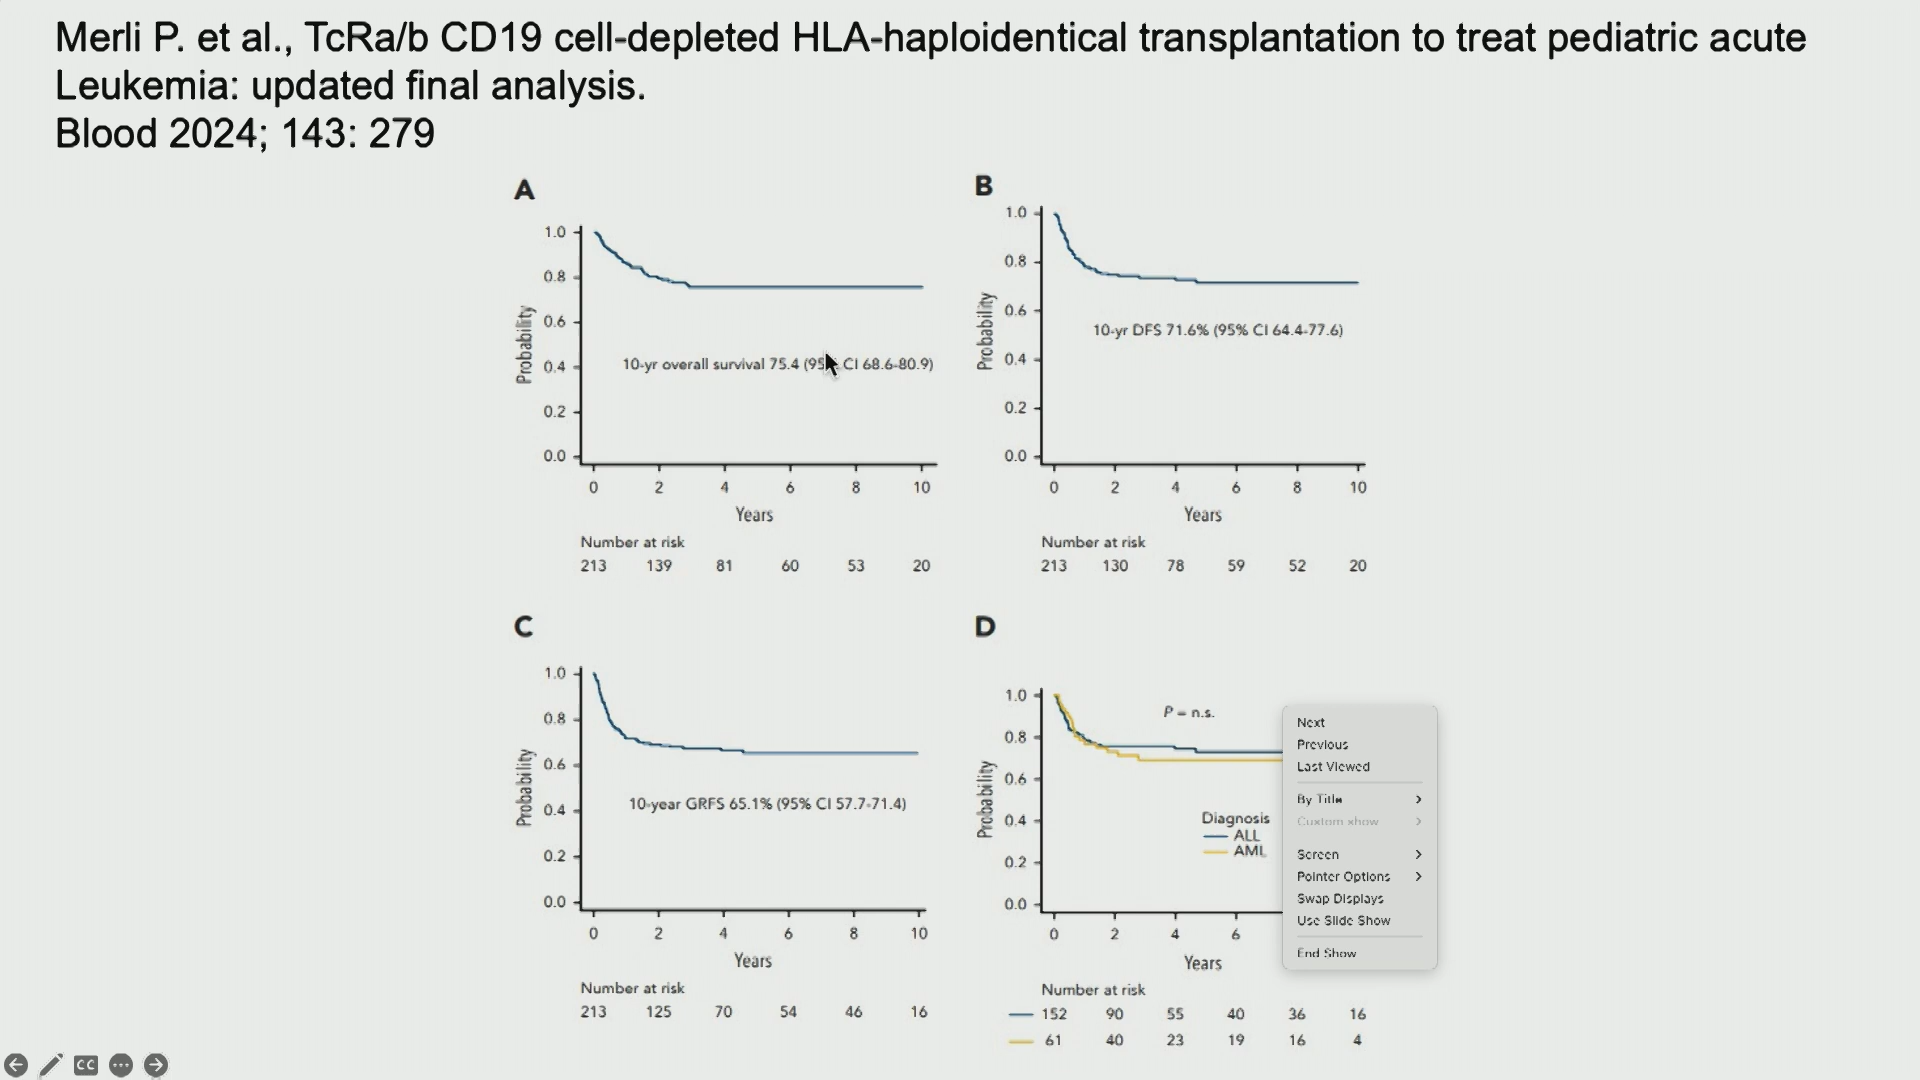 Merli P. et al., TcRa/b CD19 cell-depleted HLA-haploidentical transplantation to treat pediatric acute
Leukemia: updated final analysis.
Blood 2024; 143: 279
A
1.0
0.8
0.6
0.4
0.2
0.0
Probability
10-yr overall survival 75.4 (95% CI 68.6-80.9)
0 2 4 6 8 10
Years
Number at risk
213 139 81 60 53 20
B
1.0
0.8
0.6
0.4
0.2
0.0
Probability
10-yr DFS 71.6% (95% CI 64.4-77.6)
0 2 4 6 8 10
Years
Number at risk
213 130 78 59 52 20
C
1.0
0.8
0.6
0.4
0.2
0.0
Probability
10-year GRFS 65.1% (95% CI 57.7-71.4)
0 2 4 6 8 10
Years
Number at risk
213 125 70 54 46 16
D
1.0
0.8
0.6
0.4
0.2
0.0
Probability
P = n.s.
Diagnosis
ALL
AML
0 2 4 6
Years
Number at risk
152 90 55 40 36 16
61 40 23 19 16 4
Next
Previous
Last Viewed
By Title
Custom show
Screen
Pointer Options
Swap Displays
Use Slide Show
End Show
CC